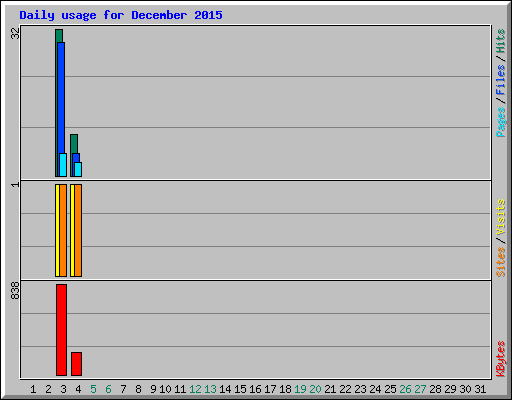 Daily usage for December 2015
32
1
838
Pages/Files/Hits
Sites/Visits
KBytes
1 2 3 4 5 6 7 8 9 10 11 12 13 14 15 16 17 18 19 20 21 22 23 24 25 26 27 28 29 30 31